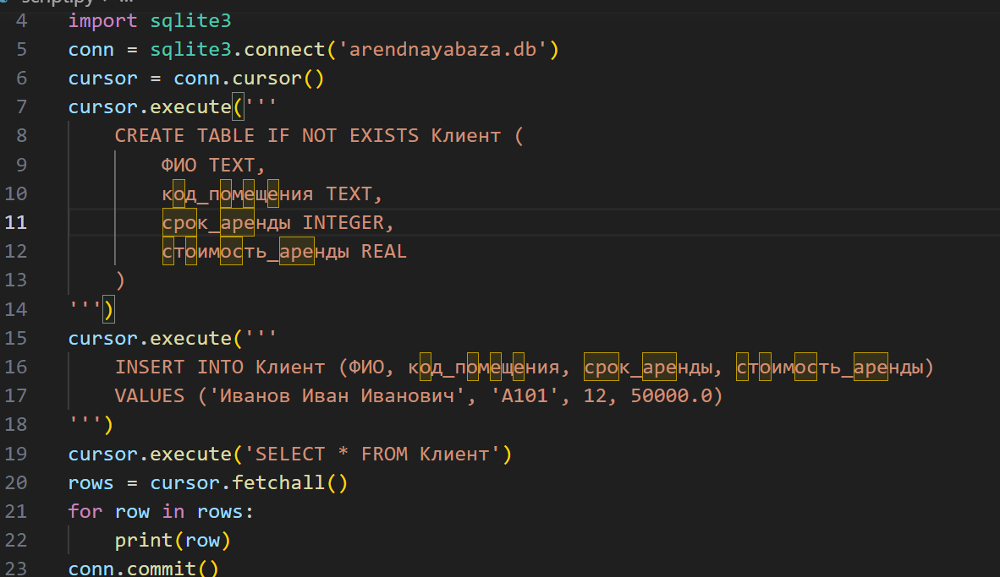 script.py > ...
4 import sqlite3
5 conn = sqlite3.connect('arendnayabaza.db')
6 cursor = conn.cursor()
7 cursor.execute('''
8 CREATE TABLE IF NOT EXISTS Клиент (
9 ФИО TEXT,
10 код_помещения TEXT,
11 срок_аренды INTEGER,
12 стоимость_аренды REAL
13 )
14 ''')
15 cursor.execute('''
16 INSERT INTO Клиент (ФИО, код_помещения, срок_аренды, стоимость_аренды)
17 VALUES ('Иванов Иван Иванович', 'A101', 12, 50000.0)
18 ''')
19 cursor.execute('SELECT * FROM Клиент')
20 rows = cursor.fetchall()
21 for row in rows:
22 print(row)
23 conn.commit()